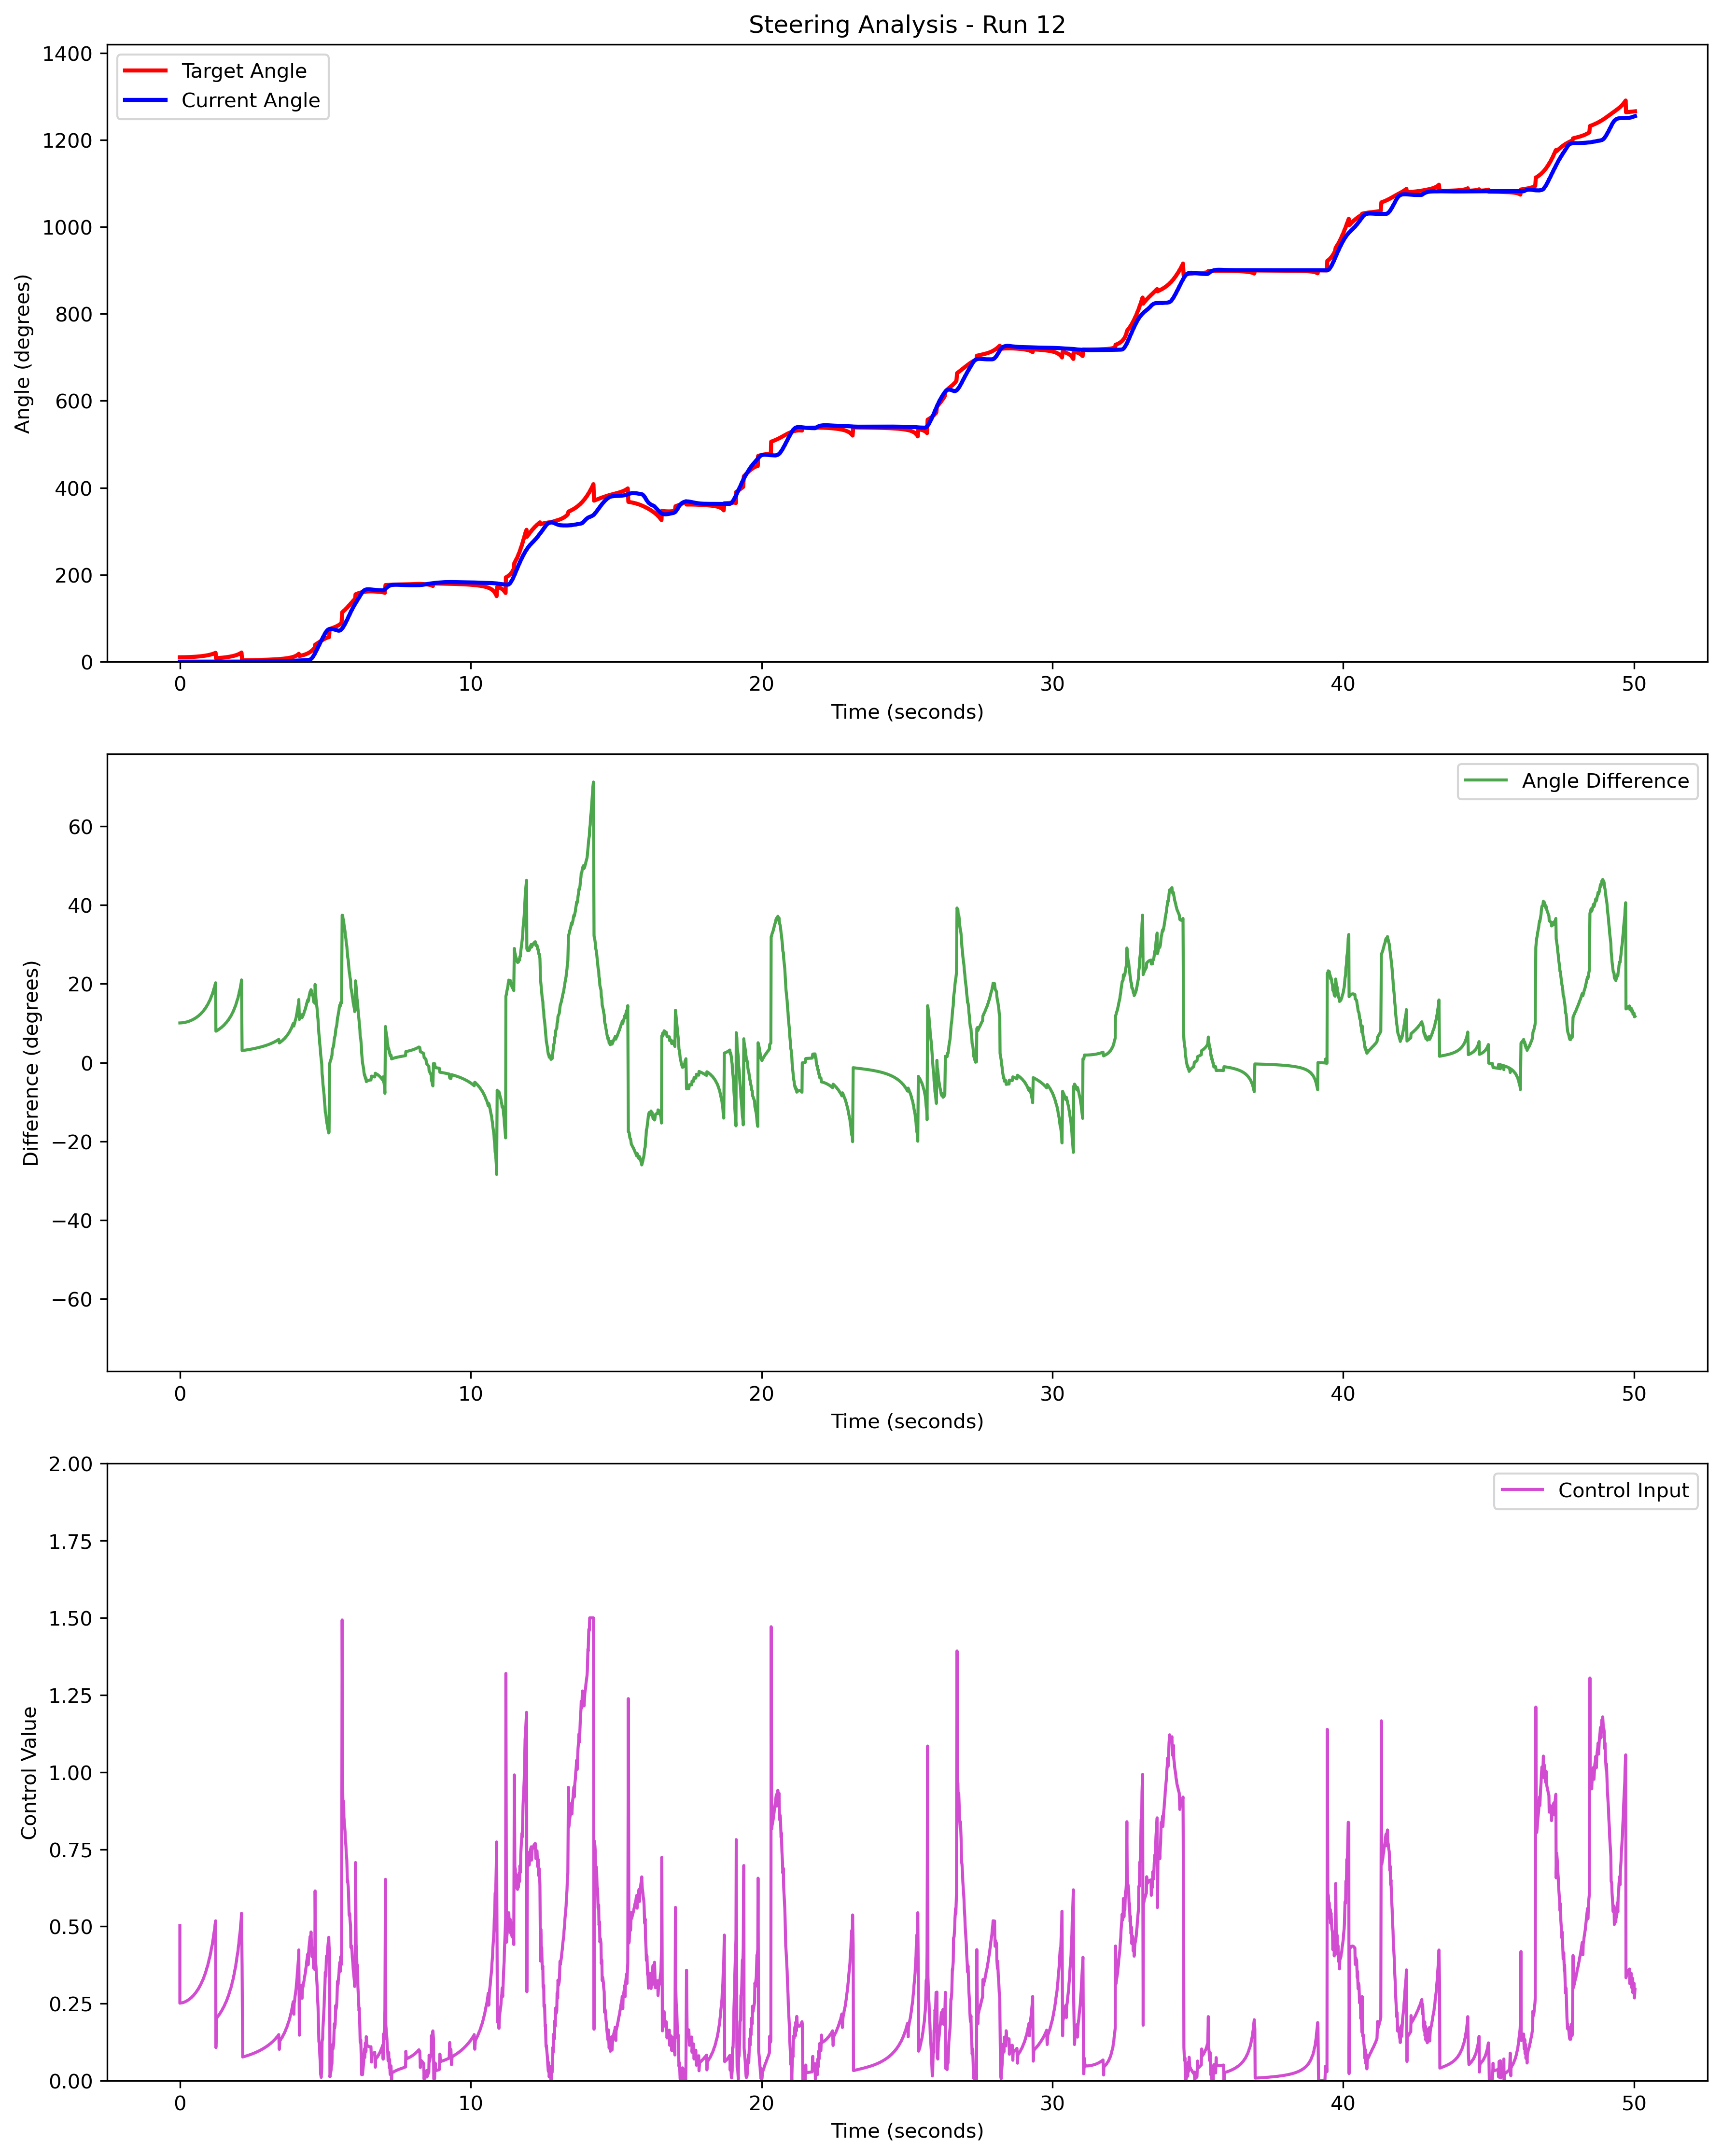 Steering Analysis - Run 12
1400
1200
1000
800
600
400
200
0
Angle (degrees)
Target Angle
Current Angle
0 10 20 30 40 50
Time (seconds)
60
40
20
0
−20
−40
−60
Difference (degrees)
Angle Difference
0 10 20 30 40 50
Time (seconds)
2.00
1.75
1.50
1.25
1.00
0.75
0.50
0.25
0.00
Control Value
Control Input
0 10 20 30 40 50
Time (seconds)